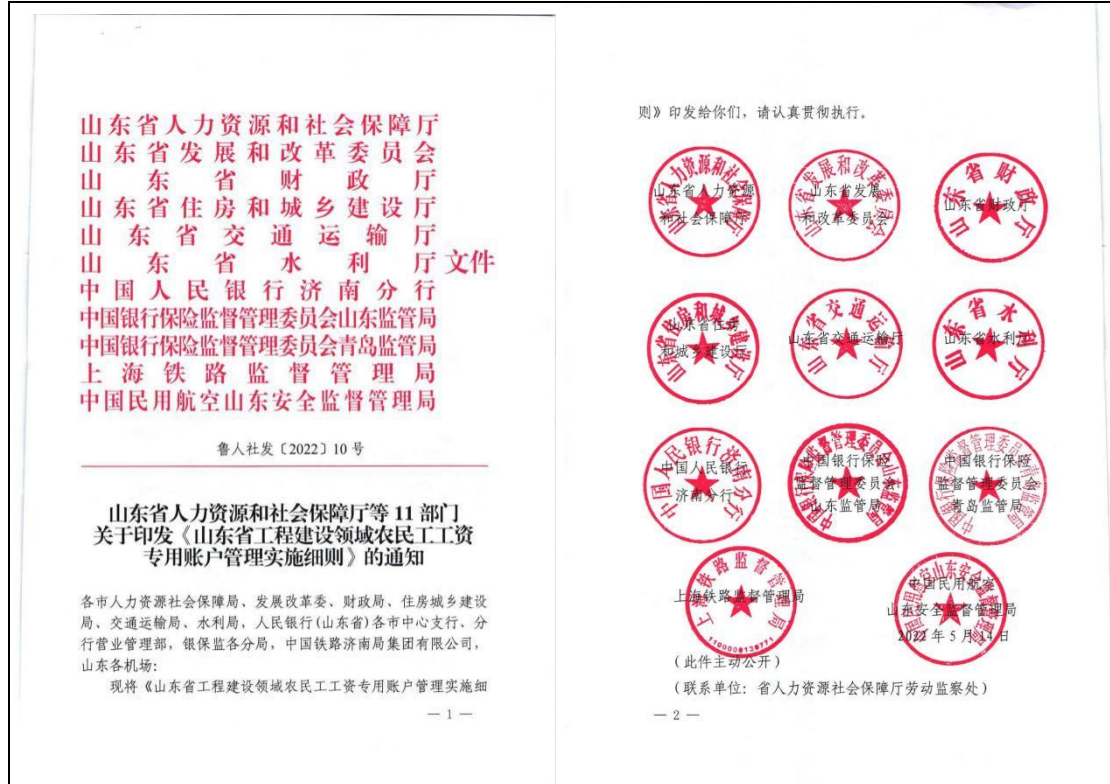 山东省人力资源和社会保障厅
山东省发展和改革委员会
山东省财政厅
山东省住房和城乡建设厅
山东省交通运输厅
山东省水利厅 文件
中国人民银行济南分行
中国银行保险监督管理委员会山东监管局
中国银行保险监督管理委员会青岛监管局
上海铁路监督管理局
中国民用航空山东安全监督管理局
鲁人社发〔2022〕10 号
山东省人力资源和社会保障厅等 11 部门
关于印发《山东省工程建设领域农民工工资
专用账户管理实施细则》的通知
各市人力资源社会保障局、发展改革委、财政局、住房城乡建设
局、交通运输局、水利局，人民银行(山东省)各市中心支行、分
行营业管理部，银保监各分局，中国铁路济南局集团有限公司，
山东各机场:
现将《山东省工程建设领域农民工工资专用账户管理实施细
— 1 —
则》印发给你们，请认真贯彻执行。
山东省人力资源
和社会保障厅
山东省发展
和改革委员会
山东省财政厅
山东省住房
和城乡建设厅
山东省交通运输厅
山东省水利厅
中国人民银行
济南分行
中国银行保险
监督管理委员会
山东监管局
中国银行保险
监督管理委员会
青岛监管局
上海铁路监督管理局
中国民用航空
山东安全监督管理局
2022 年 5 月 14 日
（此件主动公开）
（联系单位：省人力资源社会保障厅劳动监察处）
— 2 —